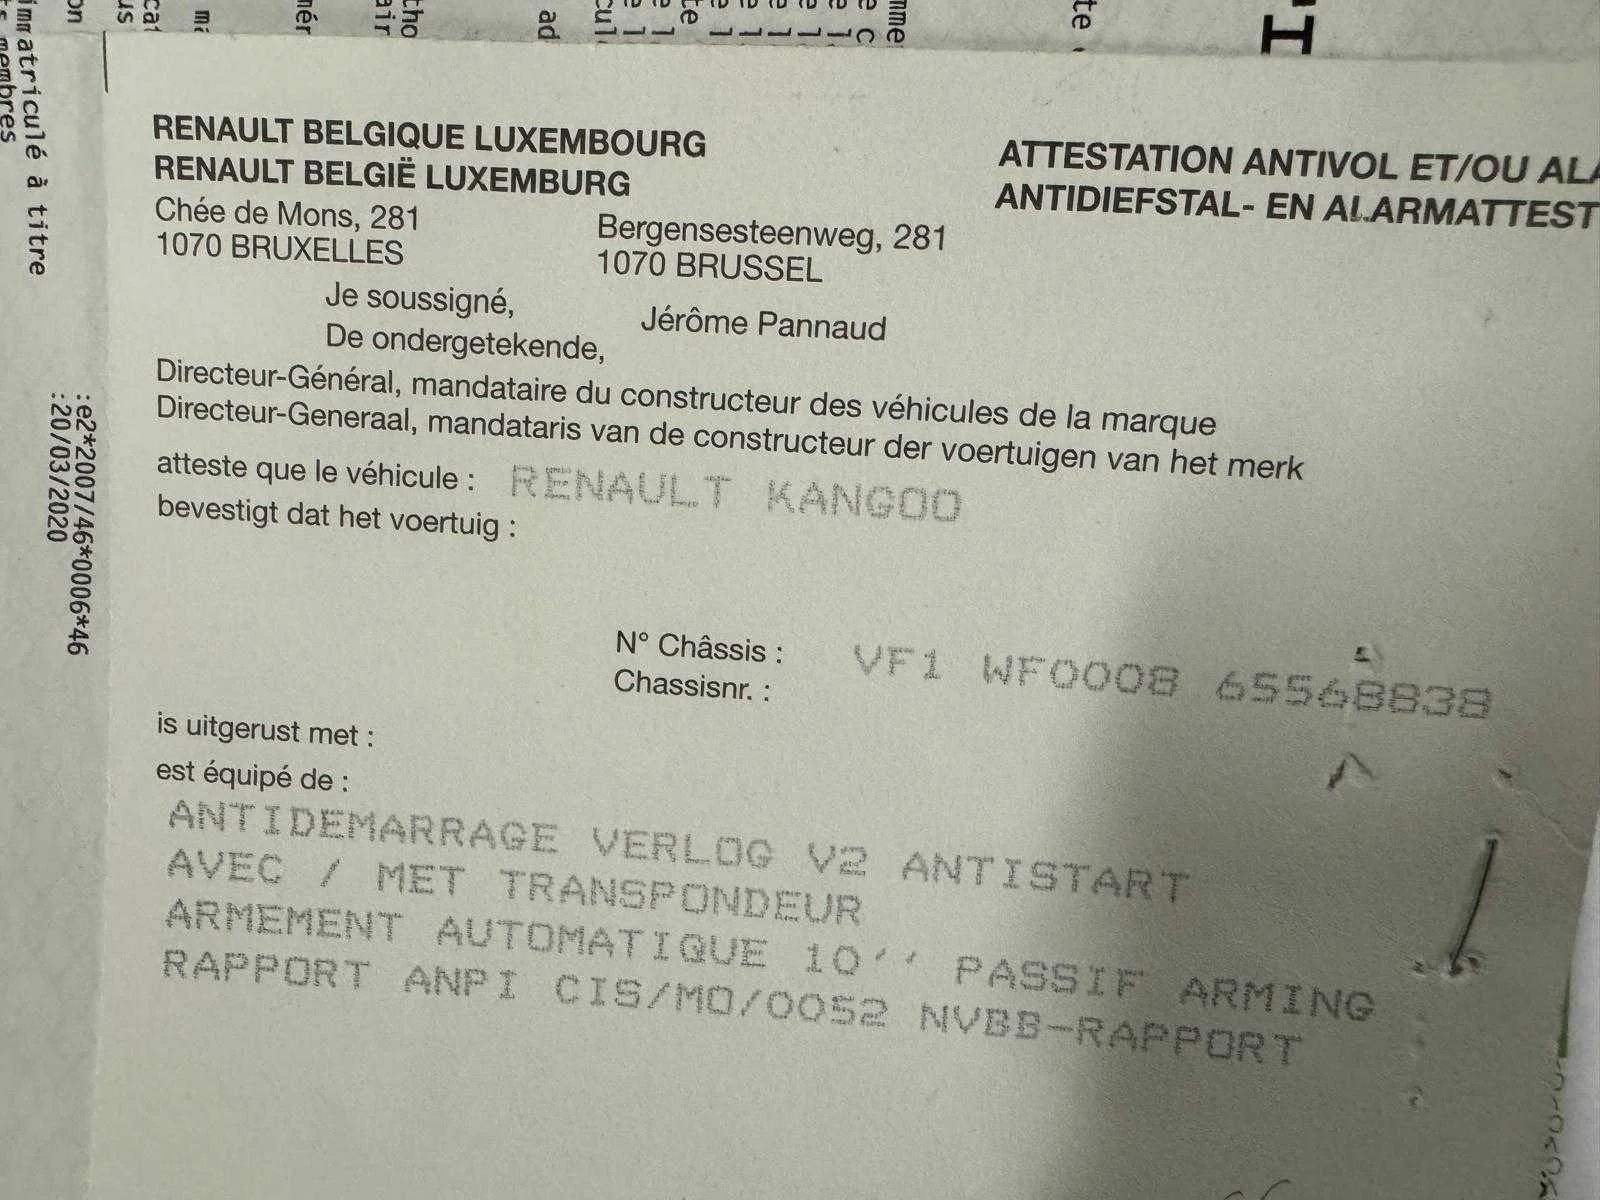 RENAULT BELGIQUE LUXEMBOURG
RENAULT BELGIË LUXEMBURG
Chée de Mons, 281
1070 BRUXELLES
Bergensesteenweg, 281
1070 BRUSSEL
ATTESTATION ANTIVOL ET/OU
ANTIDIEFSTAL- EN ALARMATTEST
Je soussigné,
De ondergetekende,
Jérôme Pannaud
Directeur-Général, mandataire du constructeur des véhicules de la marque
Directeur-Generaal, mandataris van de constructeur der voertuigen van het merk
atteste que le véhicule : RENAULT KANGOO
bevestigt dat het voertuig :
N° Châssis : VF1 WF0008 65568838
Chassisnr. :
is uitgerust met :
est équipé de :
ANTIDEMARRAGE VERLOG V2 ANTISTART
AVEC / MET TRANSPONDEUR
ARMEMENT AUTOMATIQUE 10'' PASSIF ARMING
RAPPORT ANPI CIS/MO/0052 NVBB-RAPPORT
immatriculé à titre
membres
:e2*2007/46*0006*46
:20/03/2020